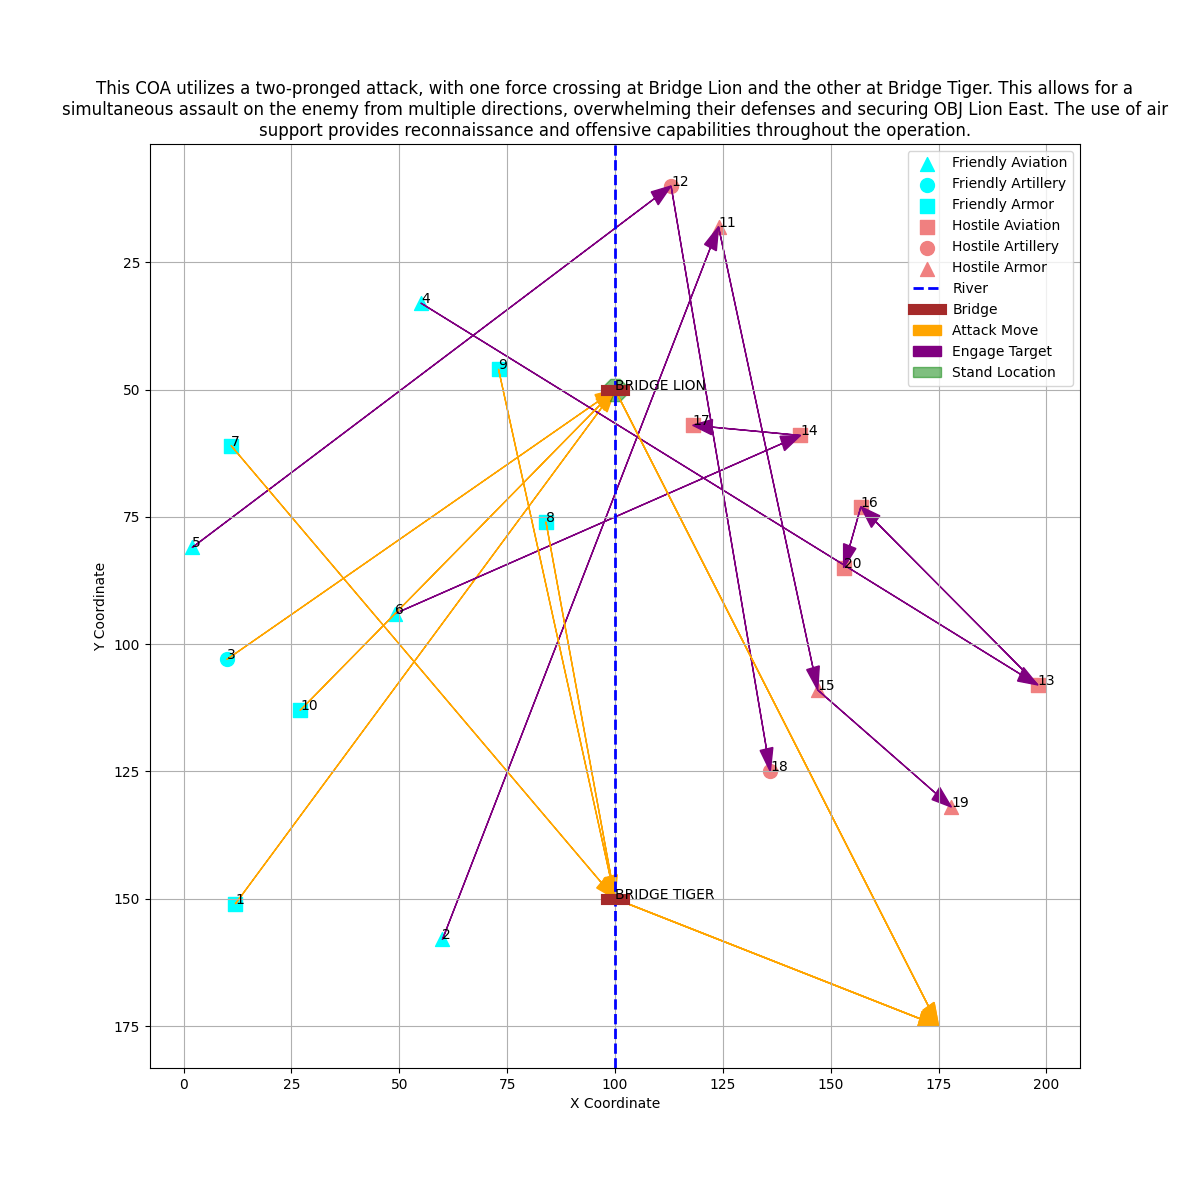 This COA utilizes a two-pronged attack, with one force crossing at Bridge Lion and the other at Bridge Tiger. This allows for a
simultaneous assault on the enemy from multiple directions, overwhelming their defenses and securing OBJ Lion East. The use of air
support provides reconnaissance and offensive capabilities throughout the operation.
Friendly Aviation
Friendly Artillery
Friendly Armor
Hostile Aviation
Hostile Artillery
Hostile Armor
River
Bridge
Attack Move
Engage Target
Stand Location
12
11
4
9
BRIDGE LION
17
14
7
16
8
5
20
6
3
13
15
10
18
19
1
BRIDGE TIGER
2
25
50
75
100
125
150
175
Y Coordinate
0 25 50 75 100 125 150 175 200
X Coordinate